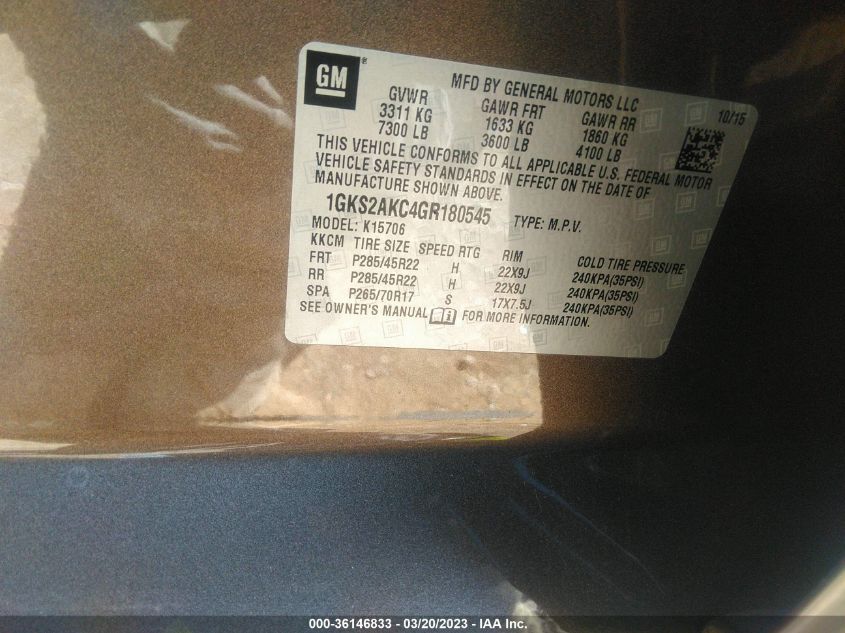 GM®
MFD BY GENERAL MOTORS LLC
10/15
GVWR GAWR FRT GAWR RR
3311 KG 1633 KG 1860 KG
7300 LB 3600 LB 4100 LB
THIS VEHICLE CONFORMS TO ALL APPLICABLE U.S. FEDERAL MOTOR
VEHICLE SAFETY STANDARDS IN EFFECT ON THE DATE OF
MANUFACTURE SHOWN ABOVE.
1GKS2AKC4GR180545 TYPE: M.P.V.
MODEL: K15706
KKCM TIRE SIZE SPEED RTG RIM COLD TIRE PRESSURE
FRT P285/45R22 H 22X9J 240KPA(35PSI)
RR P285/45R22 H 22X9J 240KPA(35PSI)
SPA P265/70R17 S 17X7.5J 240KPA(35PSI)
SEE OWNER'S MANUAL FOR MORE INFORMATION.
000-36146833 - 03/20/2023 - IAA Inc.